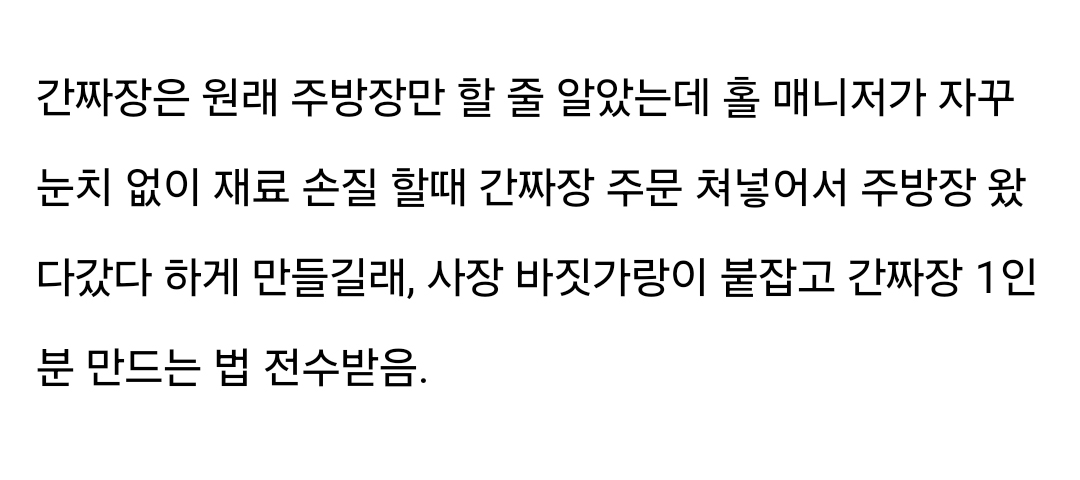 간짜장은 원래 주방장만 할 줄 알았는데 홀 매니저가 자꾸
눈치 없이 재료 손질 할때 간짜장 주문 쳐넣어서 주방장 왔
다갔다 하게 만들길래, 사장 바짓가랑이 붙잡고 간짜장 1인
분 만드는 법 전수받음.